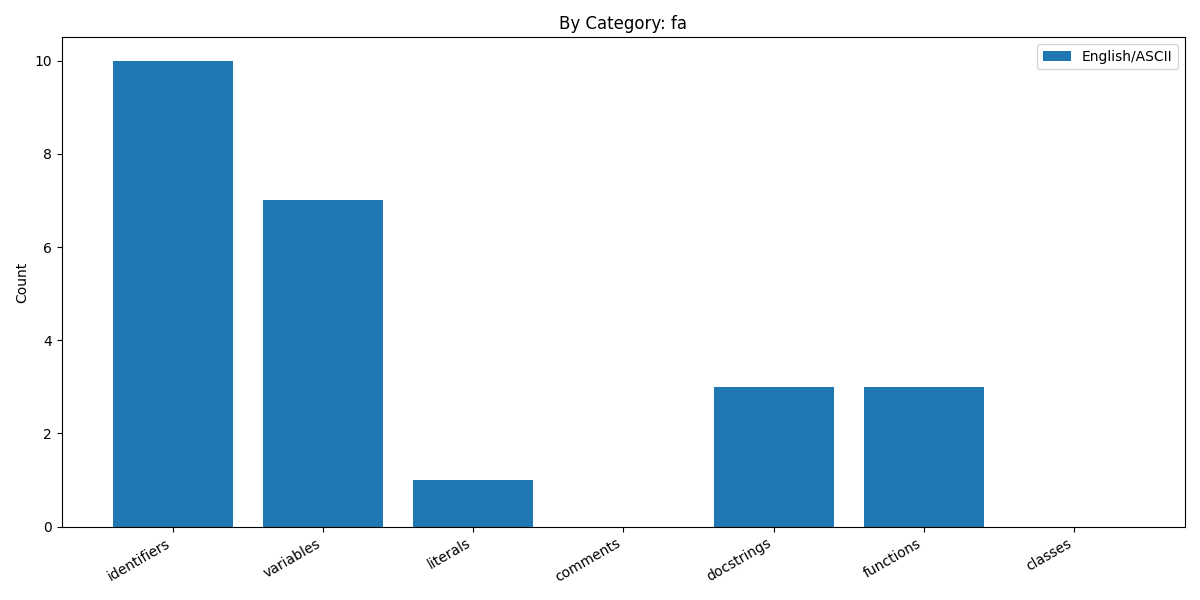 By Category: fa
English/ASCII
Count
10
8
6
4
2
0
identifiers
variables
literals
comments
docstrings
functions
classes